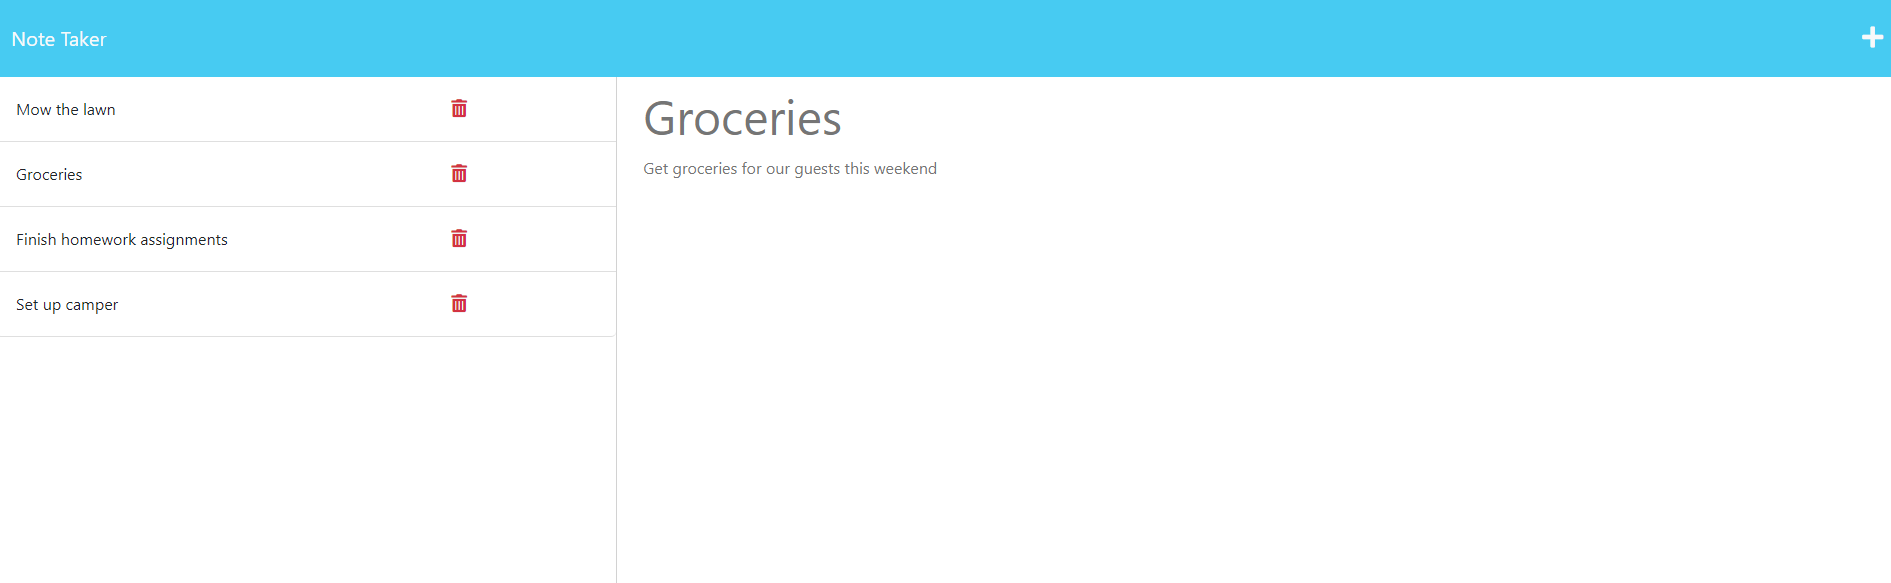 Note Taker
Mow the lawn
Groceries
Finish homework assignments
Set up camper
Groceries
Get groceries for our guests this weekend